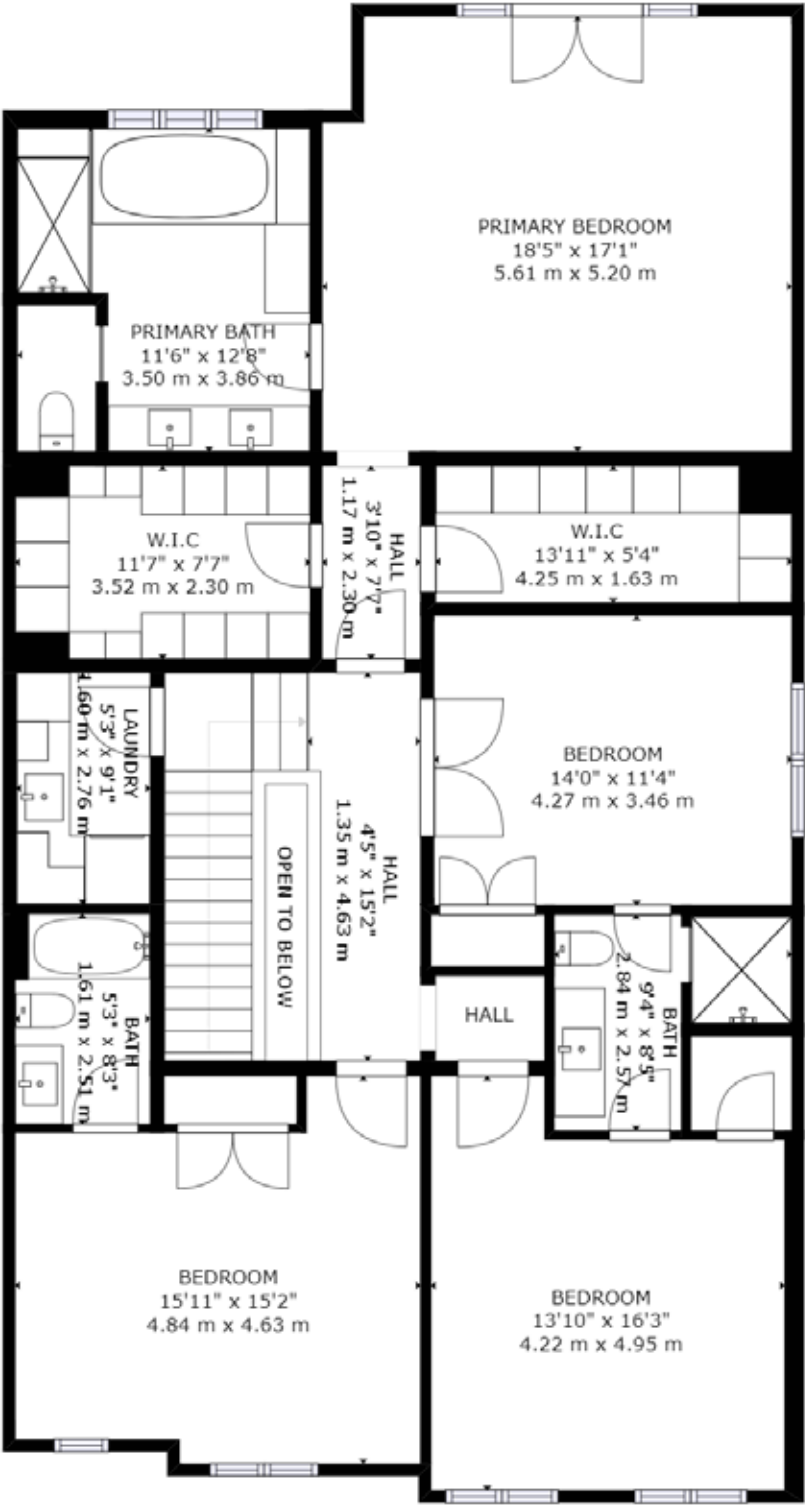 PRIMARY BEDROOM
18'5" x 17'1"
5.61 m x 5.20 m
PRIMARY BATH
11'6" x 12'8"
3.50 m x 3.86 m
W.I.C
11'7" x 7'7"
3.52 m x 2.30 m
HALL
3'10" x 7'7"
1.17 m x 2.30 m
W.I.C
13'11" x 5'4"
4.25 m x 1.63 m
LAUNDRY
5'3" x 9'1"
1.60 m x 2.76 m
BEDROOM
14'0" x 11'4"
4.27 m x 3.46 m
HALL
4'5" x 15'2"
1.35 m x 4.63 m
OPEN TO BELOW
HALL
BATH
5'3" x 8'3"
1.61 m x 2.51 m
BATH
9'4" x 8'5"
2.84 m x 2.57 m
BEDROOM
15'11" x 15'2"
4.84 m x 4.63 m
BEDROOM
13'10" x 16'3"
4.22 m x 4.95 m